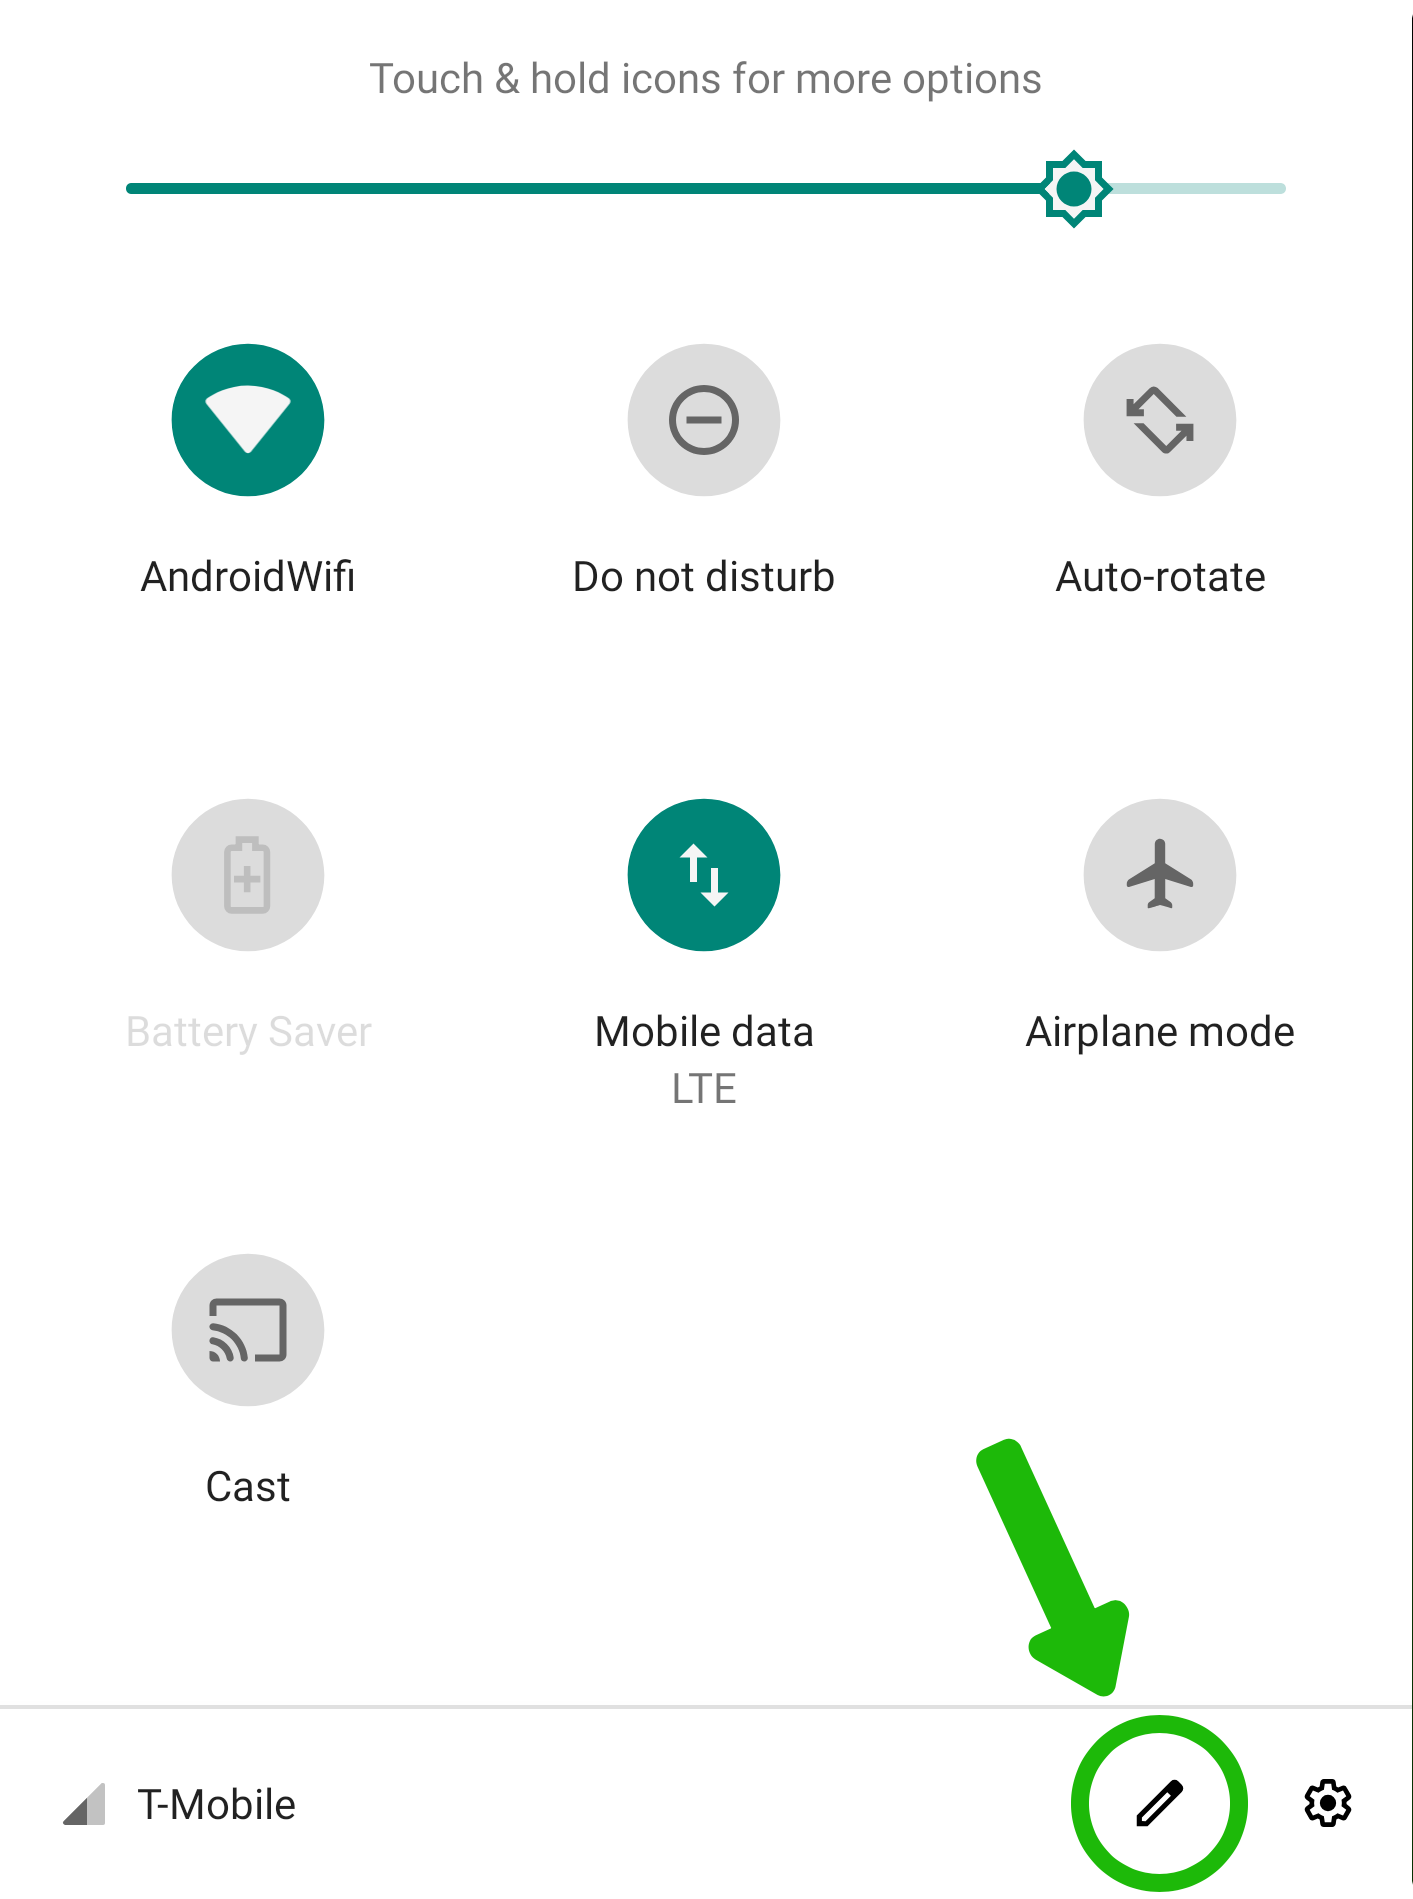 Touch & hold icons for more options
AndroidWifi
Do not disturb
Auto-rotate
Battery Saver
Mobile data
LTE
Airplane mode
Cast
T-Mobile